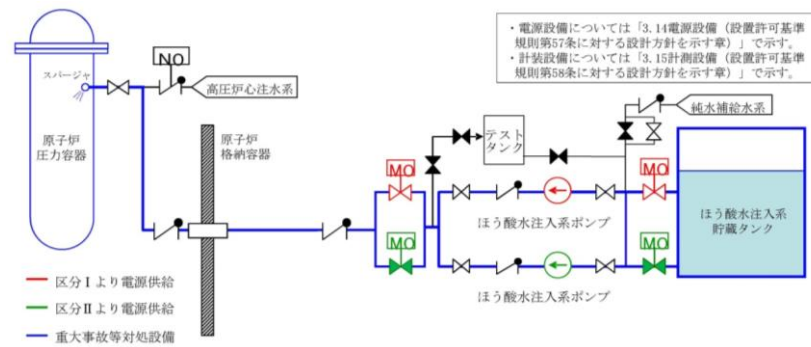 ・電源設備については「3.14電源設備（設置許可基準
規則第57条に対する設計方針を示す章）」で示す。
・計装設備については「3.15計測設備（設置許可基準
規則第58条に対する設計方針を示す章）」で示す。
NO
スパージャ
高圧炉心注水系
純水補給水系
原子炉
圧力容器
原子炉
格納容器
テスト
タンク
MO
MO
ほう酸水注入系ポンプ
MO
MO
ほう酸水注入系ポンプ
ほう酸水注入系
貯蔵タンク
区分Ⅰより電源供給
区分Ⅱより電源供給
重大事故等対処設備